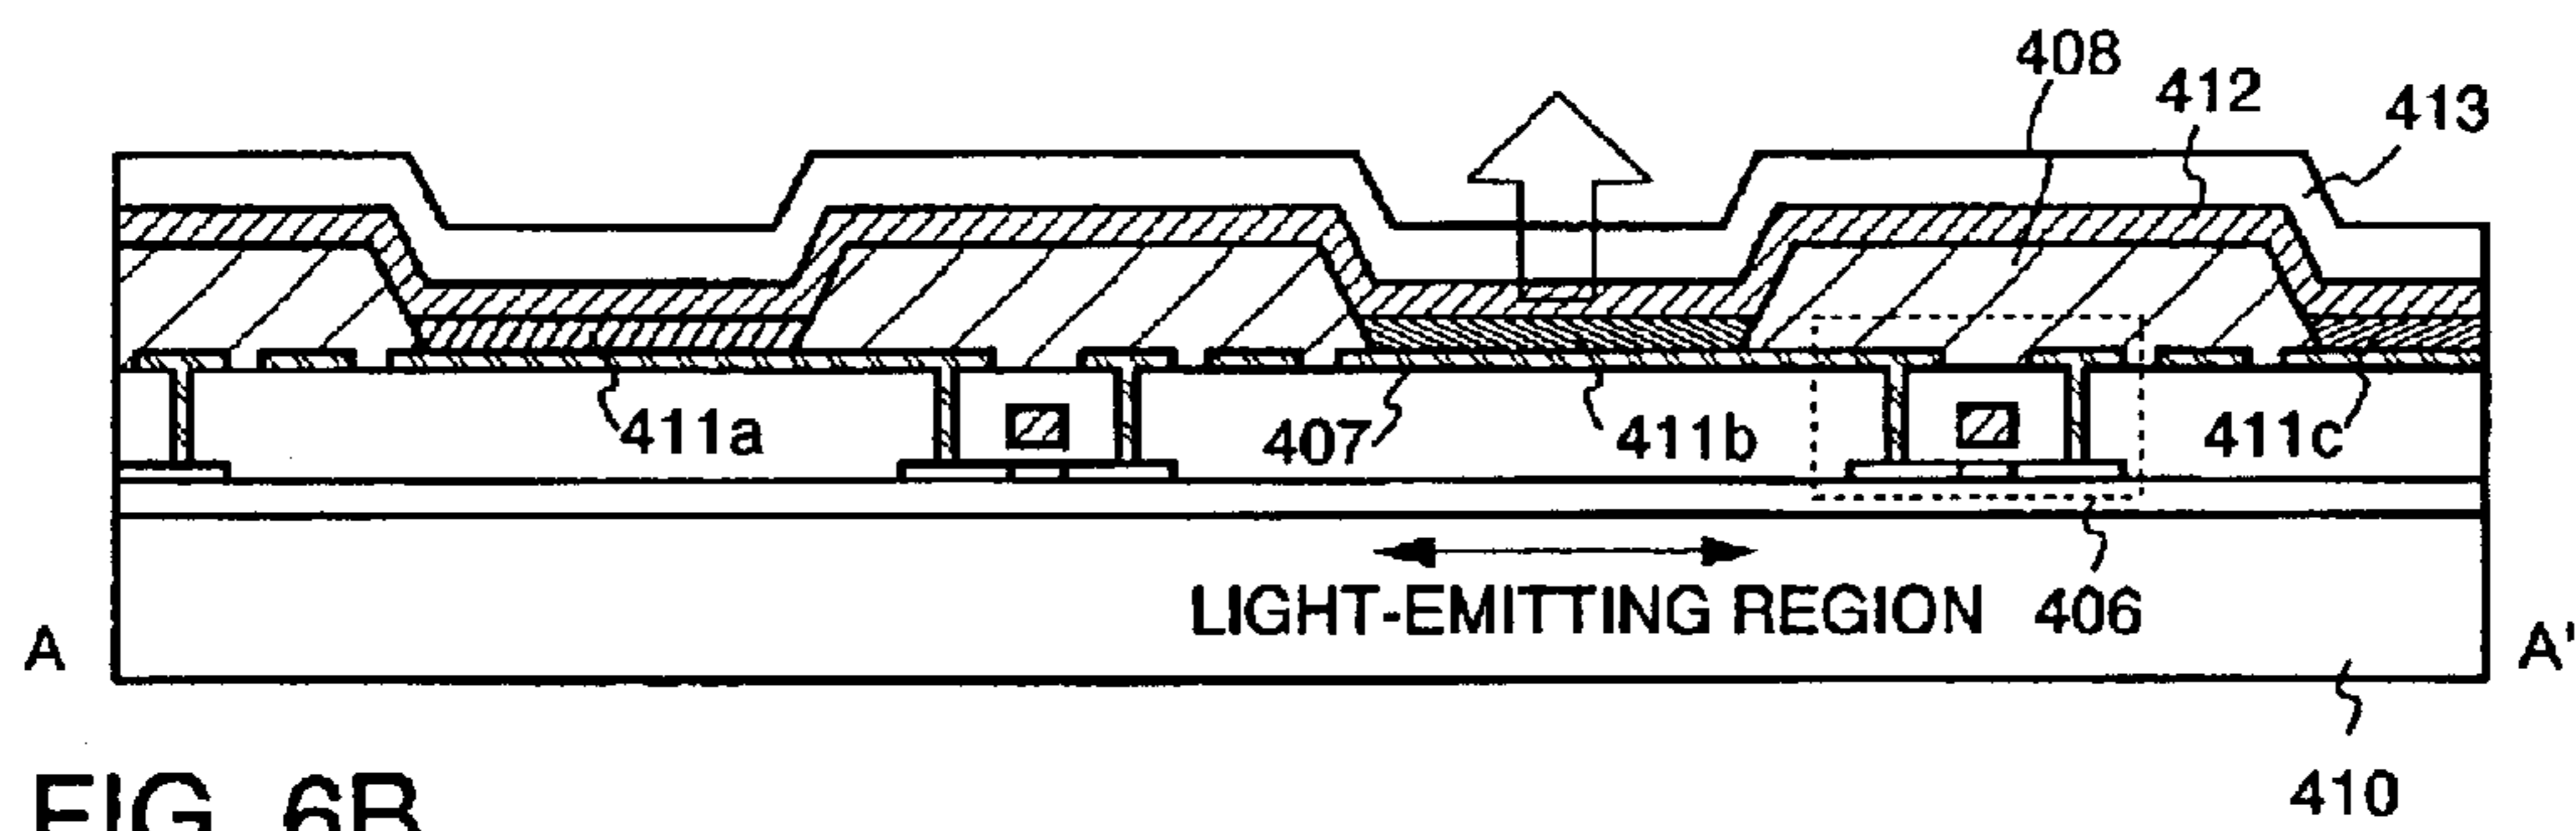 408
412
413
411a
407
411b
411c
LIGHT-EMITTING REGION
406
A
A'
410
FIG. 6B